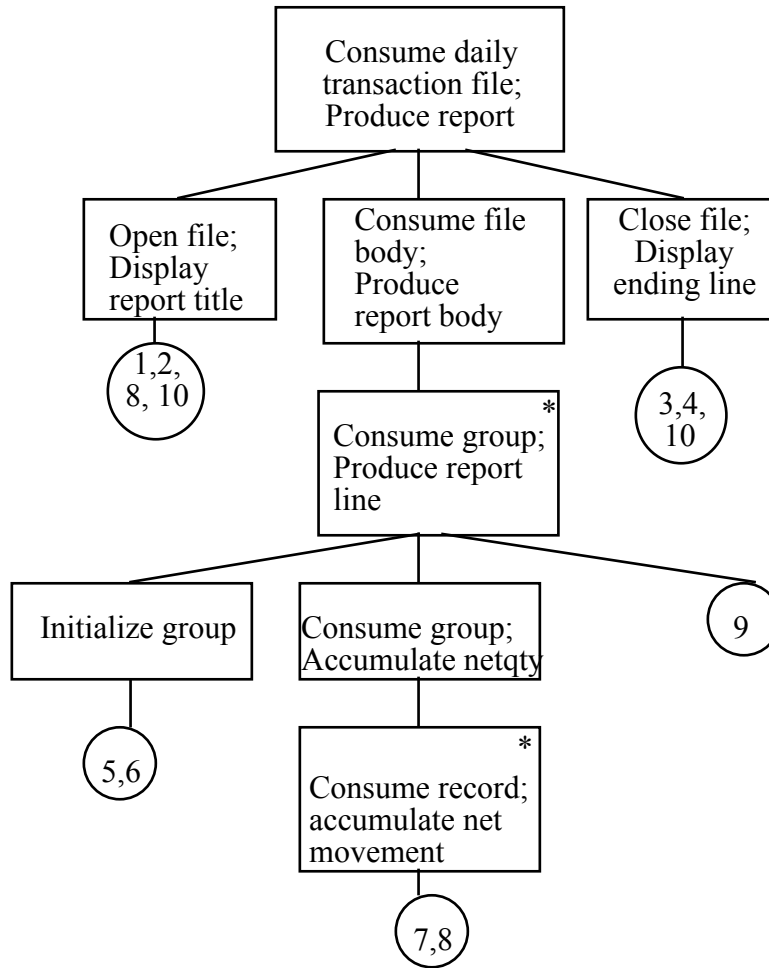 Consume daily
transaction file;
Produce report
Open file;
Display
report title
Consume file
body;
Produce
report body
Close file;
Display
ending line
1,2,
8, 10
3,4,
10
*
Consume group;
Produce report
line
Initialize group
Consume group;
Accumulate netqty
9
5,6
*
Consume record;
accumulate net
movement
7,8